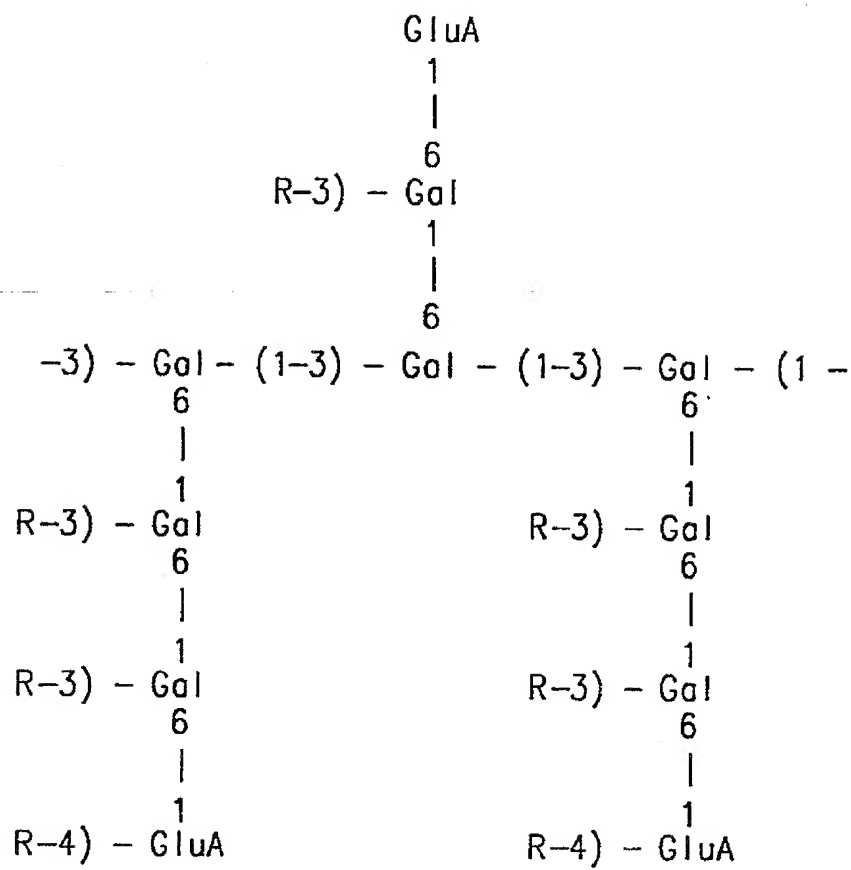 GluA
1
|
6
R-3) - Gal
1
|
6
-3) - Gal - (1-3) - Gal - (1-3) - Gal - (1 -
6 6
| |
1 1
R-3) - Gal R-3) - Gal
6 6
| |
1 1
R-3) - Gal R-3) - Gal
6 6
| |
1 1
R-4) - GluA R-4) - GluA